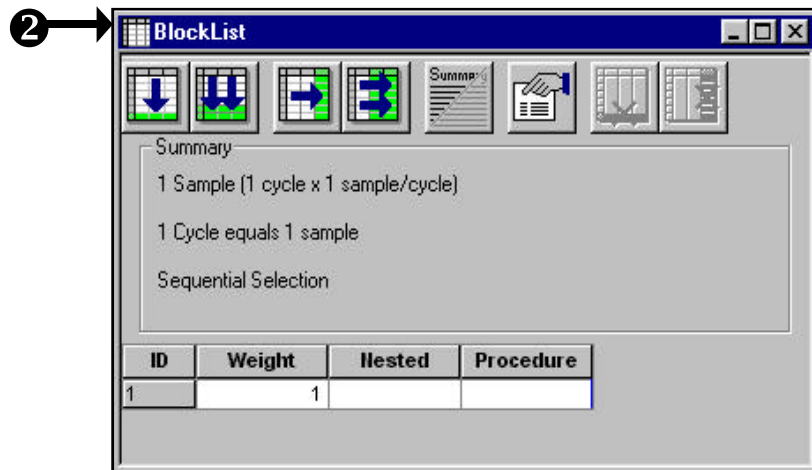 2
BlockList
Summary
Summary
1 Sample (1 cycle x 1 sample/cycle)
1 Cycle equals 1 sample
Sequential Selection
ID Weight Nested Procedure
1 1